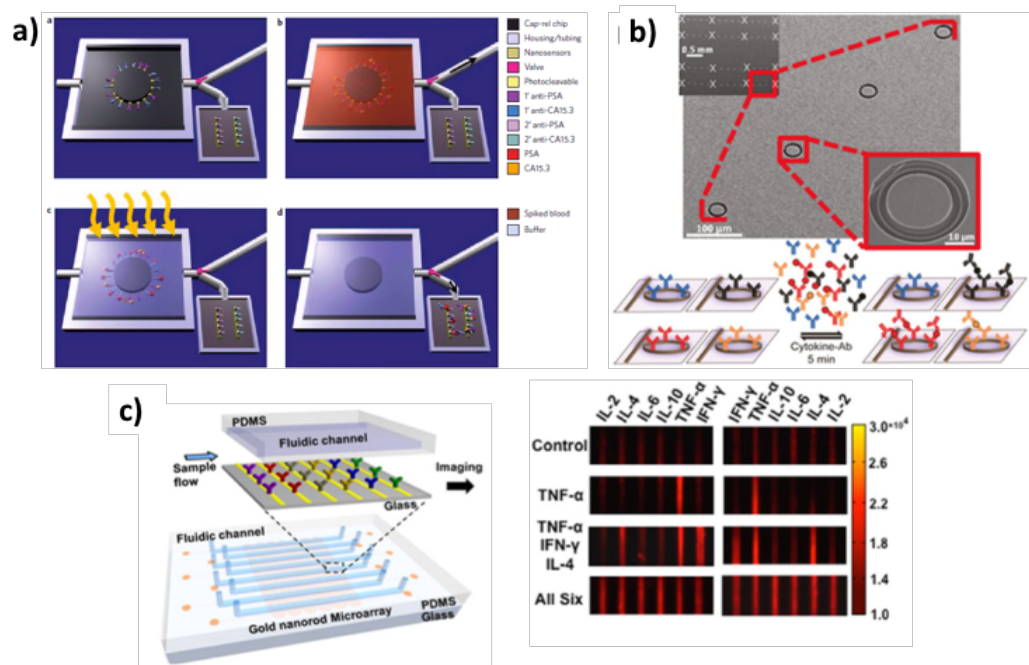 a)
a
b
Cap-rel chip
Housing/tubing
Nanosensors
Valve
Photocleavable
1' anti-PSA
1' anti-CA15.3
2' anti-PSA
2' anti-CA15.3
PSA
CA15.3
c
d
Spiked blood
Buffer
b)
0.5 mm
100 µm
10 µm
Cytokine-Ab
5 min
c)
PDMS
Fluidic channel
Sample
flow
Imaging
Glass
Fluidic channel
PDMS
Glass
Gold nanorod Microarray
IL-2
IL-4
IL-6
IL-10
TNF-α
IFN-γ
IFN-γ
TNF-α
IL-10
IL-6
IL-4
IL-2
Control
TNF-α
TNF-α
IFN-γ
IL-4
All Six
3.0×10⁴
2.6
2.2
1.8
1.4
1.0